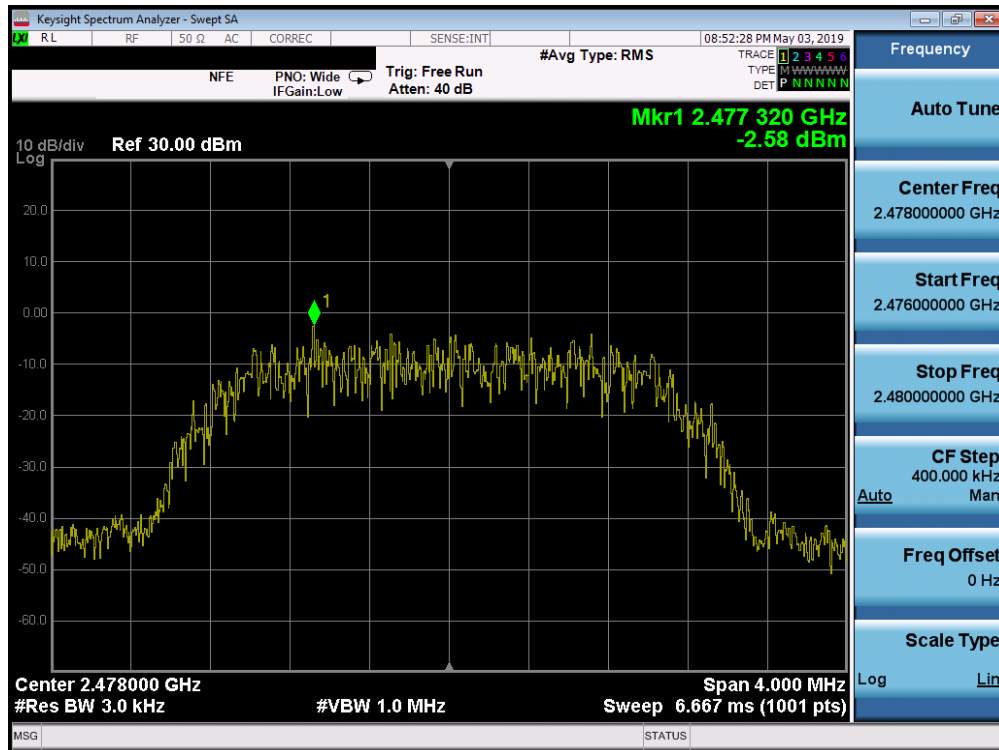 Keysight Spectrum Analyzer - Swept SA
LXI RL RF 50 Ω AC CORREC SENSE:INT 08:52:28 PM May 03, 2019
#Avg Type: RMS TRACE 1 2 3 4 5 6
NFE PNO: Wide Trig: Free Run TYPE M WWWWW
IFGain:Low Atten: 40 dB DET P N N N N N
Mkr1 2.477 320 GHz
-2.58 dBm
10 dB/div Ref 30.00 dBm
Log
20.0
10.0
1
0.00
-10.0
-20.0
-30.0
-40.0
-50.0
-60.0
Center 2.478000 GHz Span 4.000 MHz
#Res BW 3.0 kHz #VBW 1.0 MHz Sweep 6.667 ms (1001 pts)
MSG STATUS
Frequency
Auto Tune
Center Freq
2.478000000 GHz
Start Freq
2.476000000 GHz
Stop Freq
2.480000000 GHz
CF Step
400.000 kHz
Auto Man
Freq Offset
0 Hz
Scale Type
Log Lin